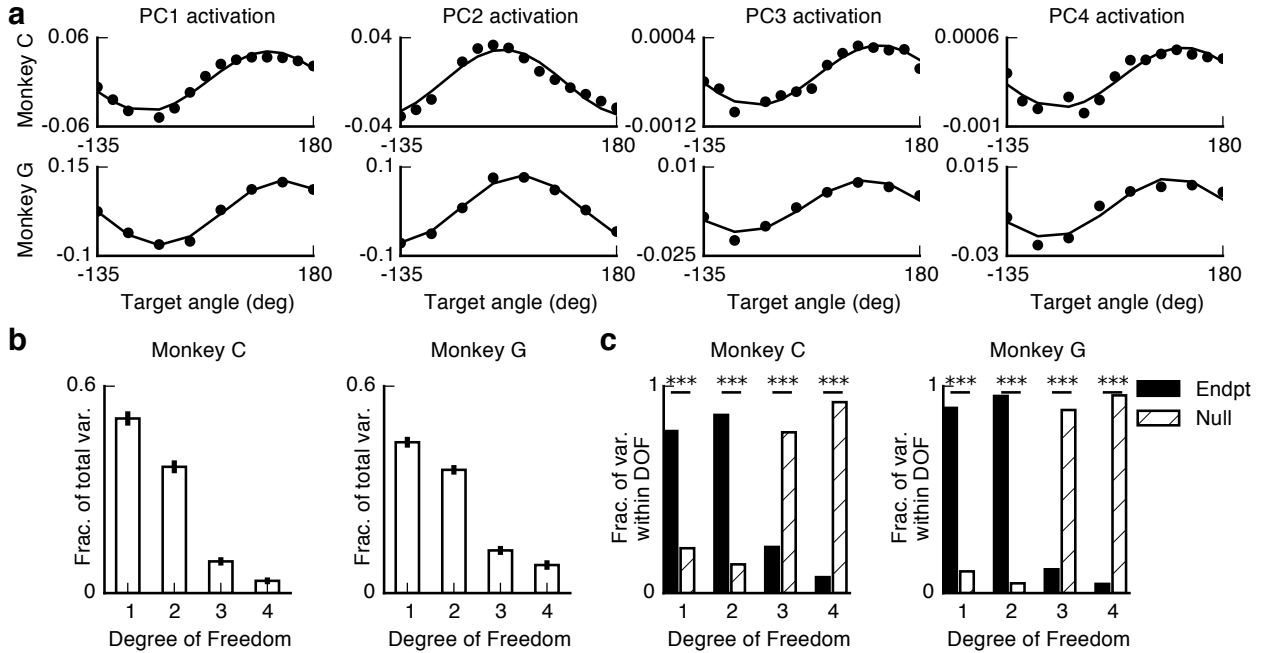 a
PC1 activation
PC2 activation
PC3 activation
PC4 activation
Monkey C
0.06
-0.06
-135
180
0.04
-0.04
-135
180
0.0004
-0.0012
-135
180
0.0006
-0.001
-135
180
Monkey G
0.15
-0.1
-135
180
0.1
-0.1
-135
180
0.01
-0.025
-135
180
0.015
-0.03
-135
180
Target angle (deg)
Target angle (deg)
Target angle (deg)
Target angle (deg)
b
Monkey C
Frac. of total var.
0.6
0
1 2 3 4
Degree of Freedom
Monkey G
Frac. of total var.
0.6
0
1 2 3 4
Degree of Freedom
c
Monkey C
Frac. of var.
within DOF
1
0
*** *** *** ***
1 2 3 4
Degree of Freedom
Monkey G
Frac. of var.
within DOF
1
0
*** *** *** ***
1 2 3 4
Degree of Freedom
Endpt
Null